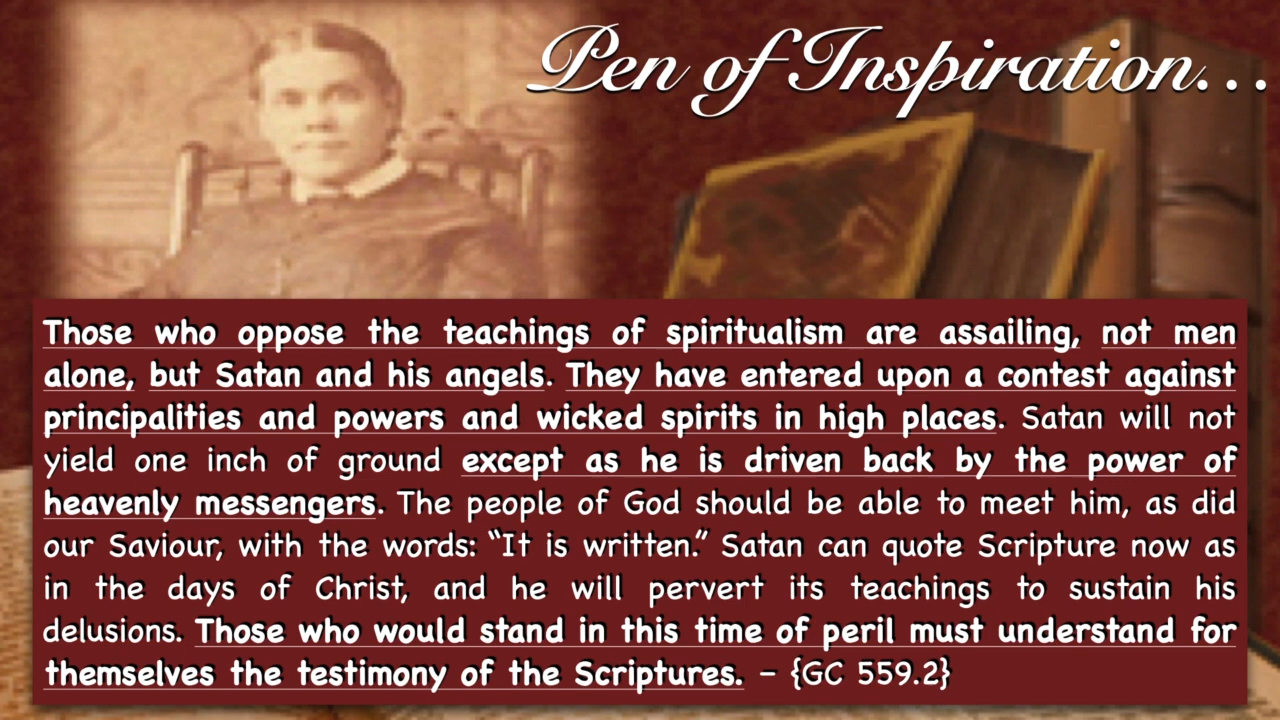 Pen of Inspiration...
Those who oppose the teachings of spiritualism are assailing, not men
alone, but Satan and his angels. They have entered upon a contest against
principalities and powers and wicked spirits in high places. Satan will not
yield one inch of ground except as he is driven back by the power of
heavenly messengers. The people of God should be able to meet him, as did
our Saviour, with the words: “It is written.” Satan can quote Scripture now as
in the days of Christ, and he will pervert its teachings to sustain his
delusions. Those who would stand in this time of peril must understand for
themselves the testimony of the Scriptures. – {GC 559.2}